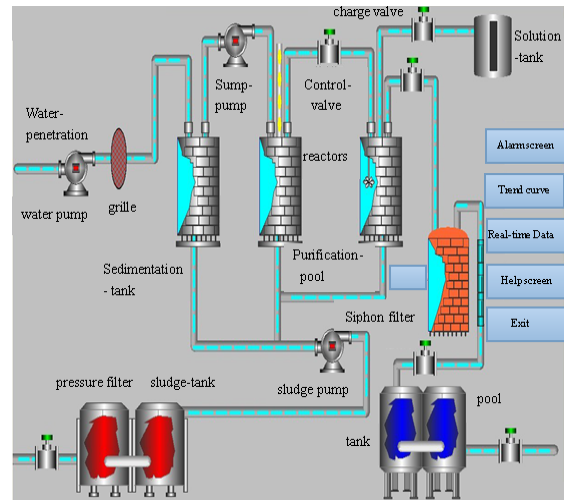 charge valve
Solution
-tank
Sump-
pump
Control-
valve
Water-
penetration
reactors
water pump
grille
Alarmscreen
Trend curve
Real-time Data
Helpscreen
Exit
Sedimentation
- tank
Purification-
pool
Siphon filter
pressure filter
sludge-tank
sludge pump
tank
pool